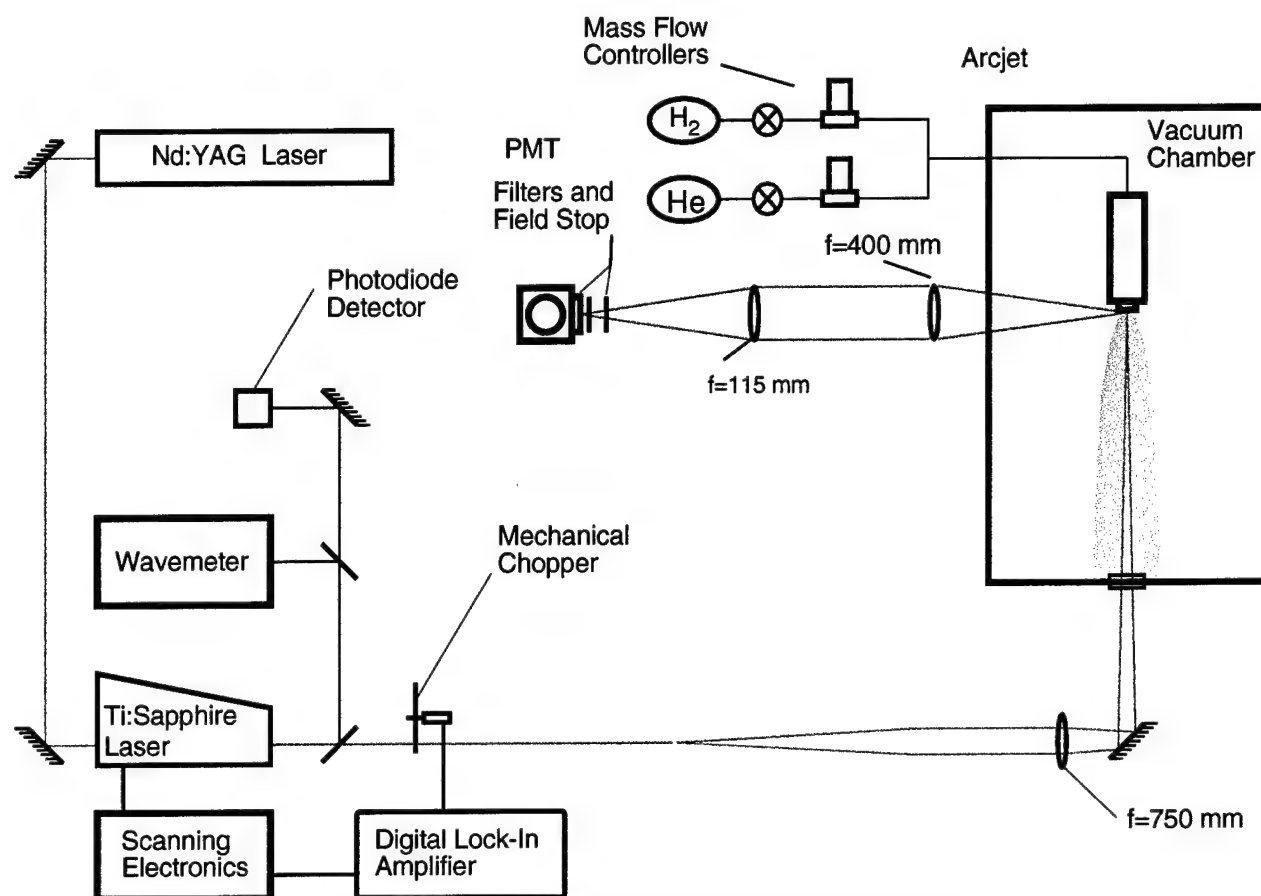 Mass Flow
Controllers
Arcjet
H2
Vacuum
Chamber
Nd:YAG Laser
PMT
Filters and
Field Stop
He
f=400 mm
Photodiode
Detector
f=115 mm
Mechanical
Chopper
Wavemeter
Ti:Sapphire
Laser
f=750 mm
Scanning
Electronics
Digital Lock-In
Amplifier